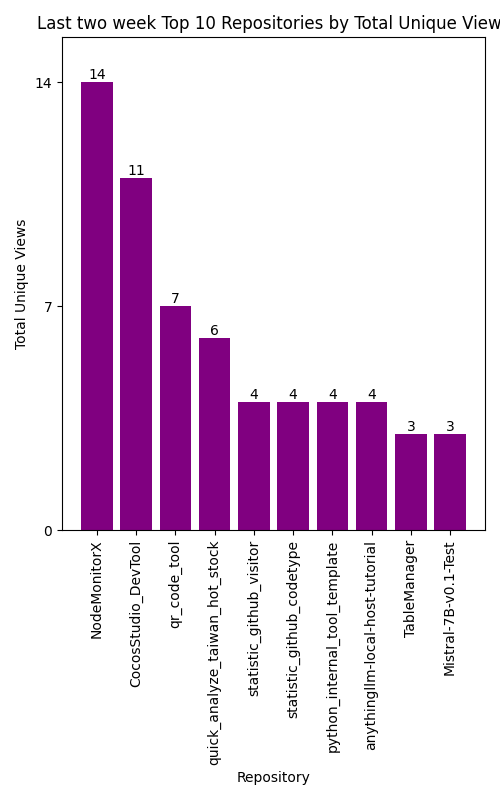 Last two week Top 10 Repositories by Total Unique View
14
11
7
6
4
4
4
4
3
3
14
7
0
Total Unique Views
NodeMonitorX
CocosStudio_DevTool
qr_code_tool
quick_analyze_taiwan_hot_stock
statistic_github_visitor
statistic_github_codetype
python_internal_tool_template
anythingllm-local-host-tutorial
TableManager
Mistral-7B-v0.1-Test
Repository